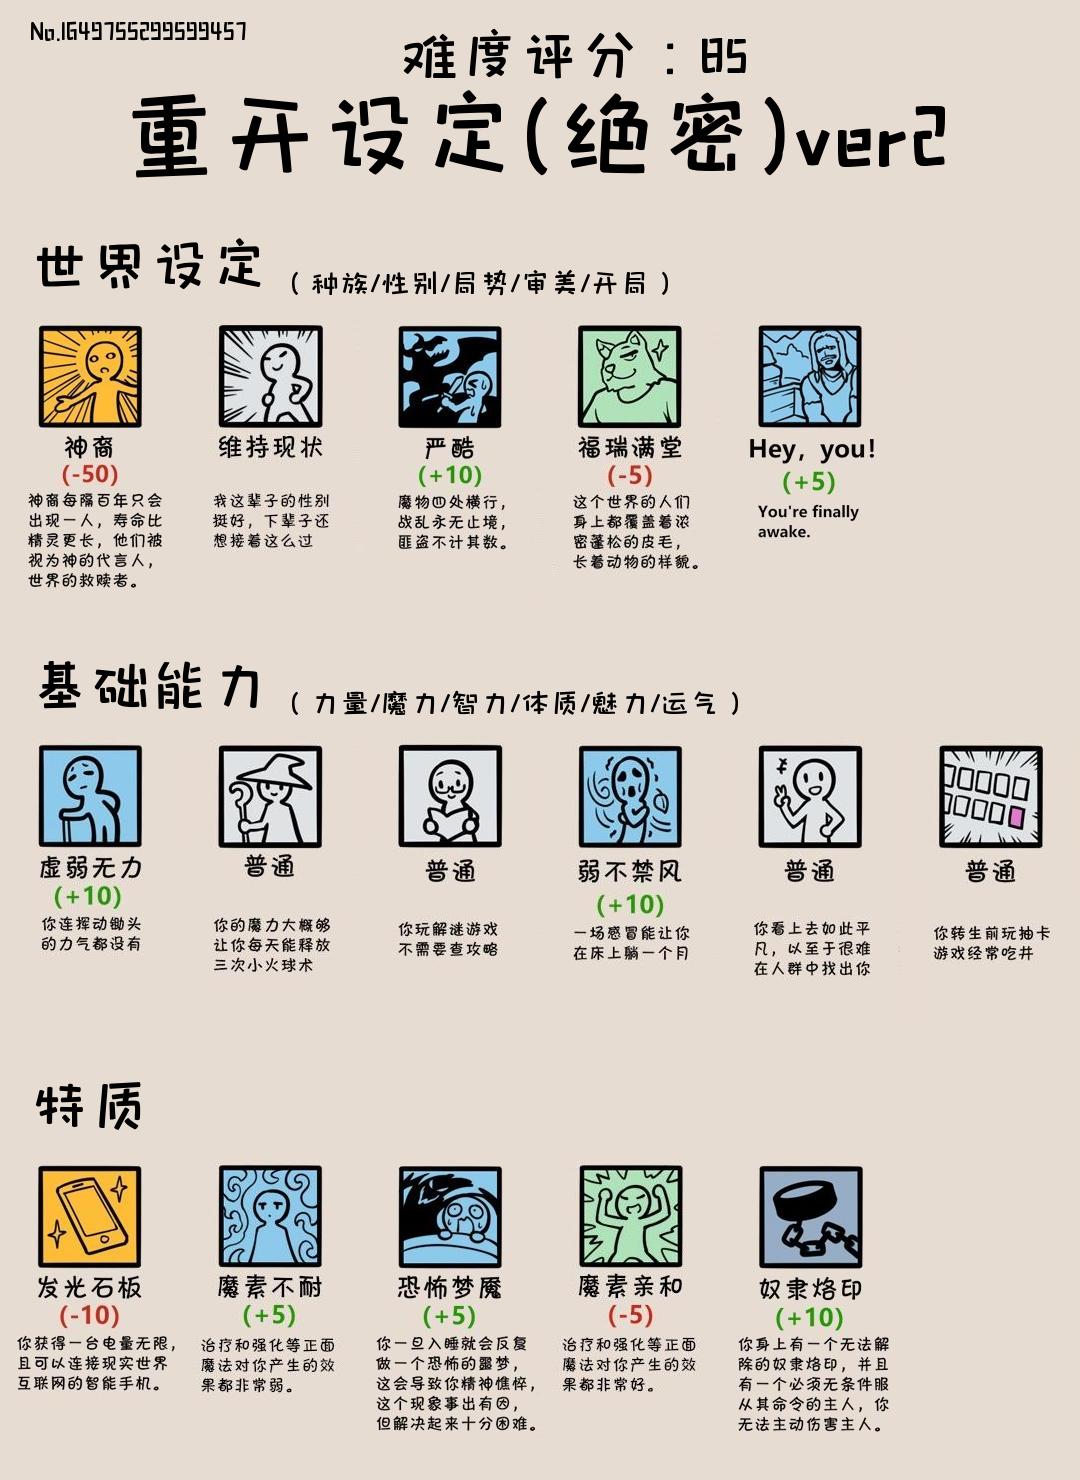 No.1649755299599457
难度评分：85
重开设定(绝密)ver2
世界设定（种族/性别/局势/审美/开局）
神裔
(-50)
神裔每隔百年只会
出现一人，寿命比
精灵更长，他们被
视为神的代言人，
世界的救赎者。
维持现状
我这辈子的性别
挺好，下辈子还
想接着这么过
严酷
(+10)
魔物四处横行，
战乱永无止境，
匪盗不计其数。
福瑞满堂
(-5)
这个世界的人们
身上都覆盖着浓
密蓬松的皮毛，
长着动物的样貌。
Hey, you!
(+5)
You're finally
awake.
基础能力（力量/魔力/智力/体质/魅力/运气）
虚弱无力
(+10)
你连挥动锄头
的力气都没有
普通
你的魔力大概够
让你每天能释放
三次小火球术
普通
你玩解谜游戏
不需要查攻略
弱不禁风
(+10)
一场感冒能让你
在床上躺一个月
普通
你看上去如此平
凡，以至于很难
在人群中找出你
普通
你转生前玩抽卡
游戏经常吃井
特质
发光石板
(-10)
你获得一台电量无限，
且可以连接现实世界
互联网的智能手机。
魔素不耐
(+5)
治疗和强化等正面
魔法对你产生的效
果都非常弱。
恐怖梦魇
(+5)
你一旦入睡就会反复
做一个恐怖的噩梦，
这会导致你精神憔悴，
这个现象事出有因，
但解决起来十分困难。
魔素亲和
(-5)
治疗和强化等正面
魔法对你产生的效
果都非常好。
奴隶烙印
(+10)
你身上有一个无法解
除的奴隶烙印，并且
有一个必须无条件服
从其命令的主人，你
无法主动伤害主人。